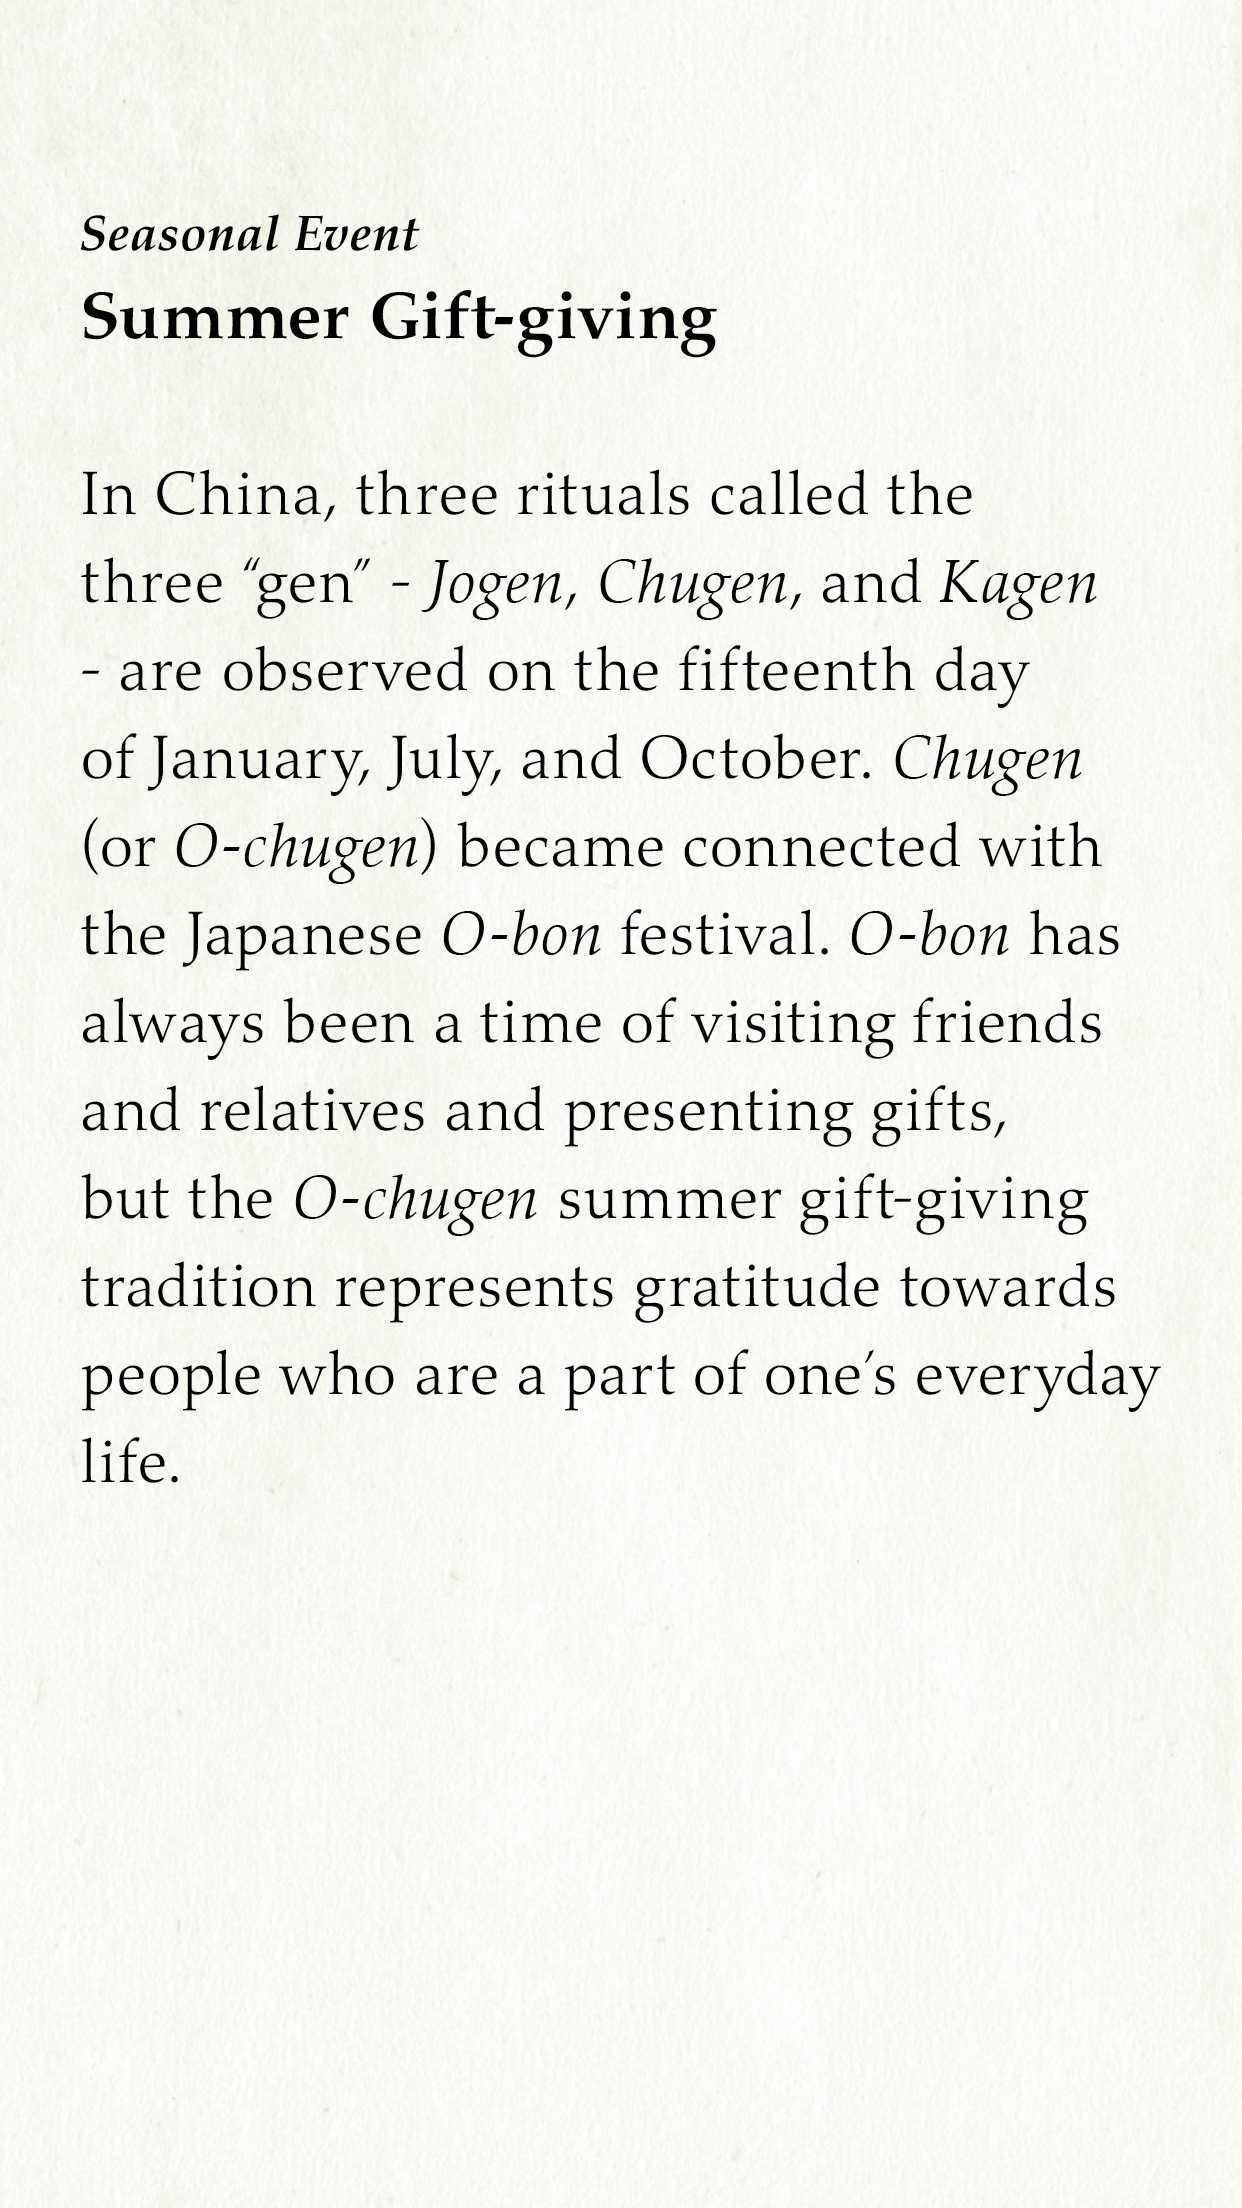 Seasonal Event
Summer Gift-giving
In China, three rituals called the
three “gen” - Jogen, Chugen, and Kagen
- are observed on the fifteenth day
of January, July, and October. Chugen
(or O-chugen) became connected with
the Japanese O-bon festival. O-bon has
always been a time of visiting friends
and relatives and presenting gifts,
but the O-chugen summer gift-giving
tradition represents gratitude towards
people who are a part of one’s everyday
life.